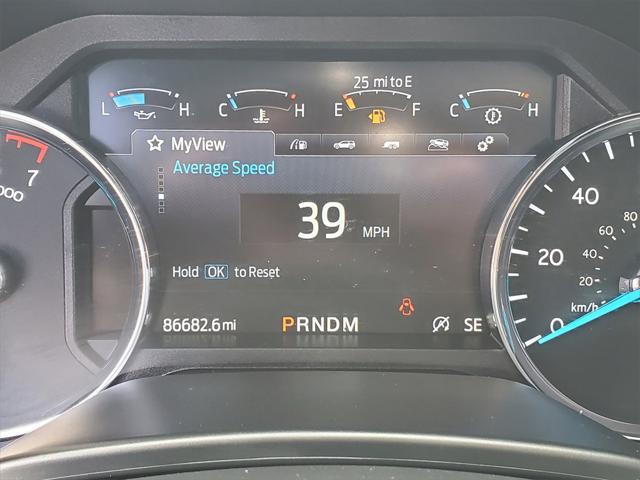 25 mi to E
L H C H E F C H
MyView
Average Speed
39 MPH
Hold OK to Reset
86682.6 mi PRNDM SE
7
000
40
20
0
80
60
40
20
km/h